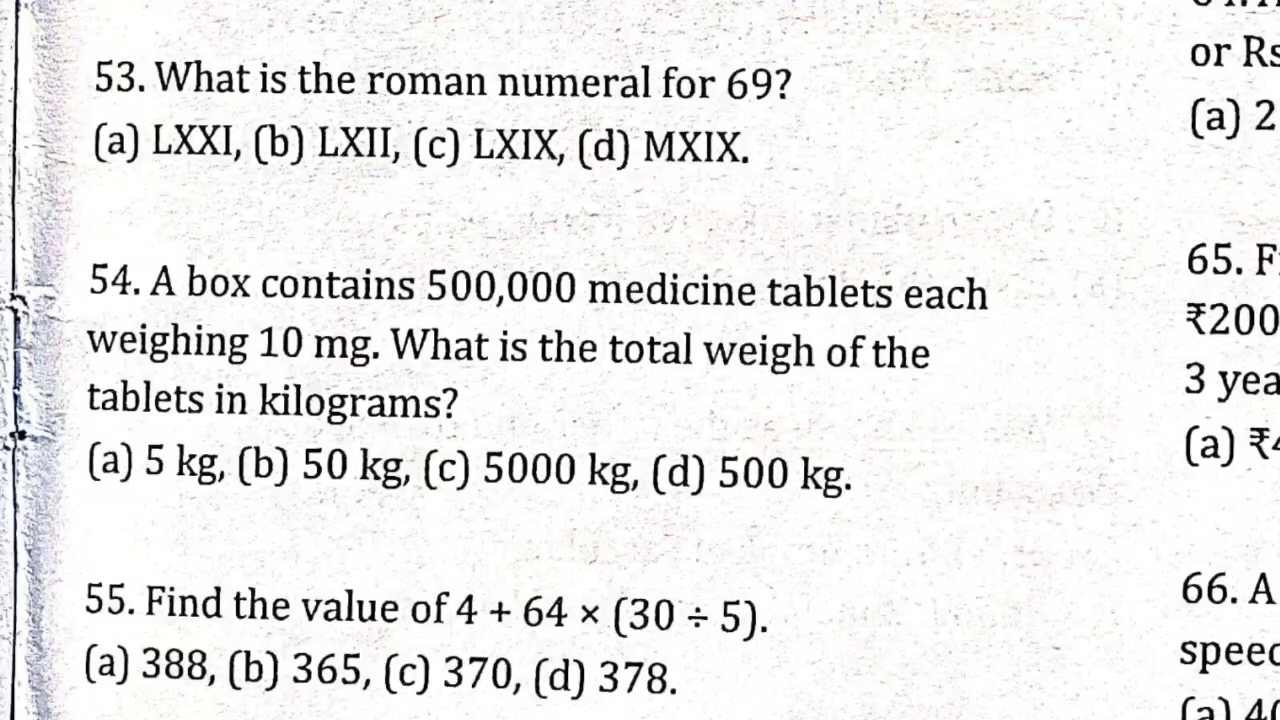 53. What is the roman numeral for 69?
(a) LXXI, (b) LXII, (c) LXIX, (d) MXIX.
54. A box contains 500,000 medicine tablets each
weighing 10 mg. What is the total weigh of the
tablets in kilograms?
(a) 5 kg, (b) 50 kg, (c) 5000 kg, (d) 500 kg.
55. Find the value of 4 + 64 × (30 ÷ 5).
(a) 388, (b) 365, (c) 370, (d) 378.
or Rs
(a) 2
65. F
₹200
3 yea
(a) ₹4
66. A
speed
(a) 40